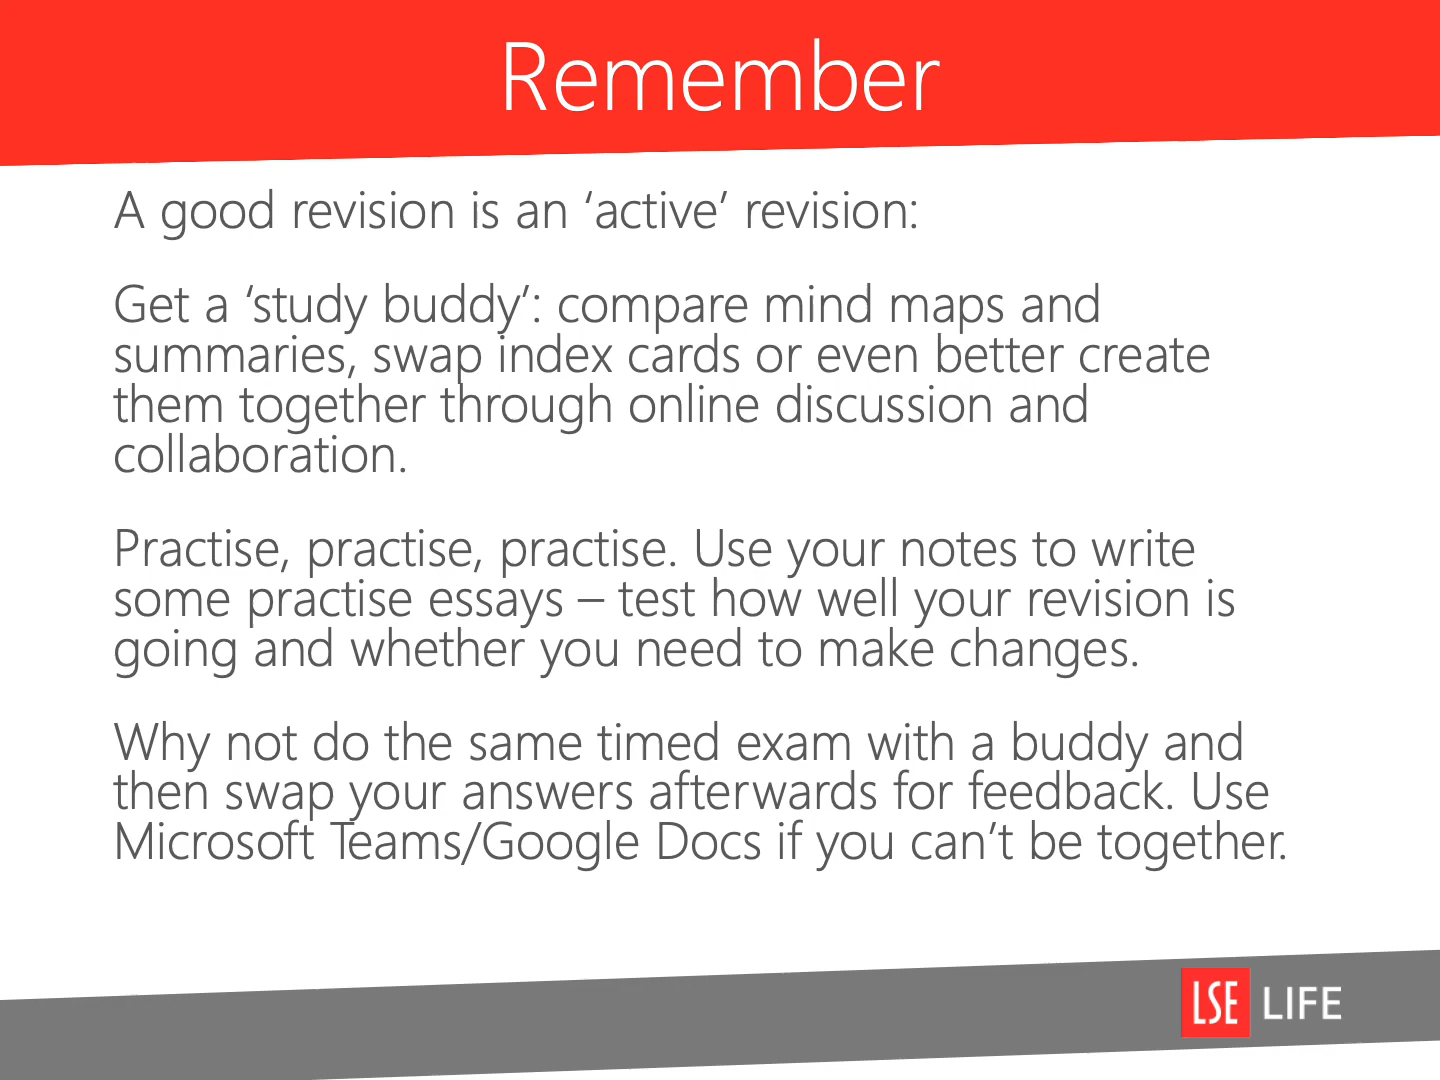 Remember
A good revision is an ‘active’ revision:
Get a ‘study buddy’: compare mind maps and
summaries, swap index cards or even better create
them together through online discussion and
collaboration.
Practise, practise, practise. Use your notes to write
some practise essays – test how well your revision is
going and whether you need to make changes.
Why not do the same timed exam with a buddy and
then swap your answers afterwards for feedback. Use
Microsoft Teams/Google Docs if you can’t be together.
LSE LIFE